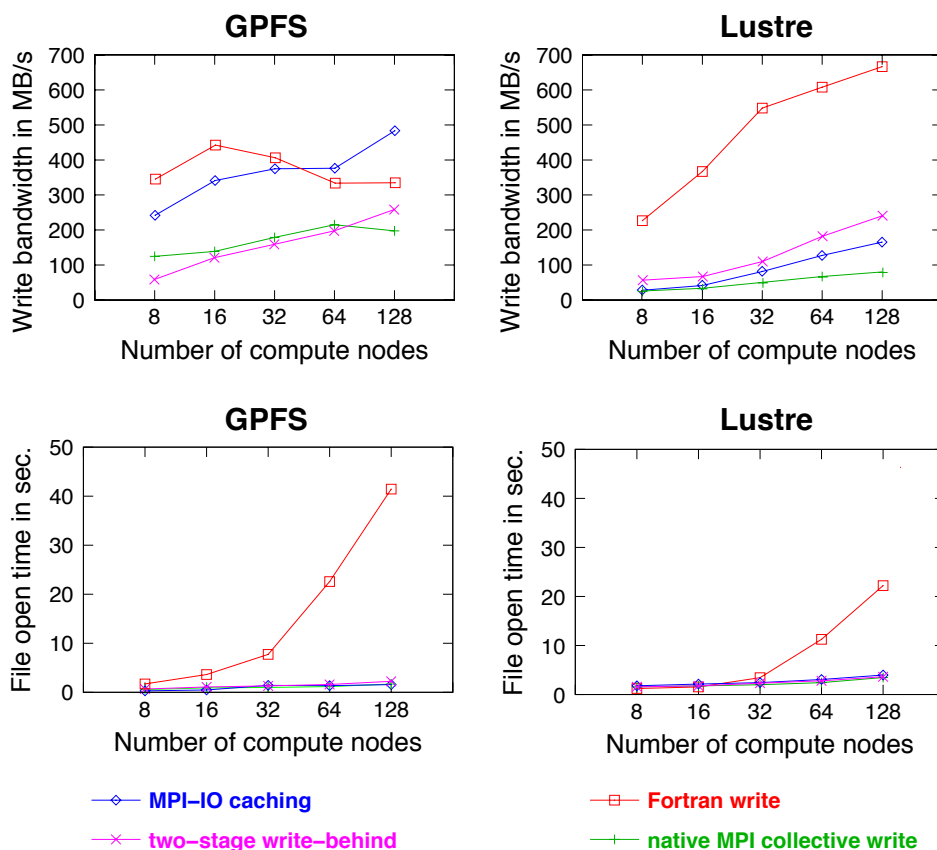 GPFS
Write bandwidth in MB/s
700
600
500
400
300
200
100
0
8 16 32 64 128
Number of compute nodes
Lustre
Write bandwidth in MB/s
700
600
500
400
300
200
100
0
8 16 32 64 128
Number of compute nodes
GPFS
File open time in sec.
50
40
30
20
10
0
8 16 32 64 128
Number of compute nodes
Lustre
File open time in sec.
50
40
30
20
10
0
8 16 32 64 128
Number of compute nodes
MPI–IO caching
Fortran write
two–stage write–behind
native MPI collective write